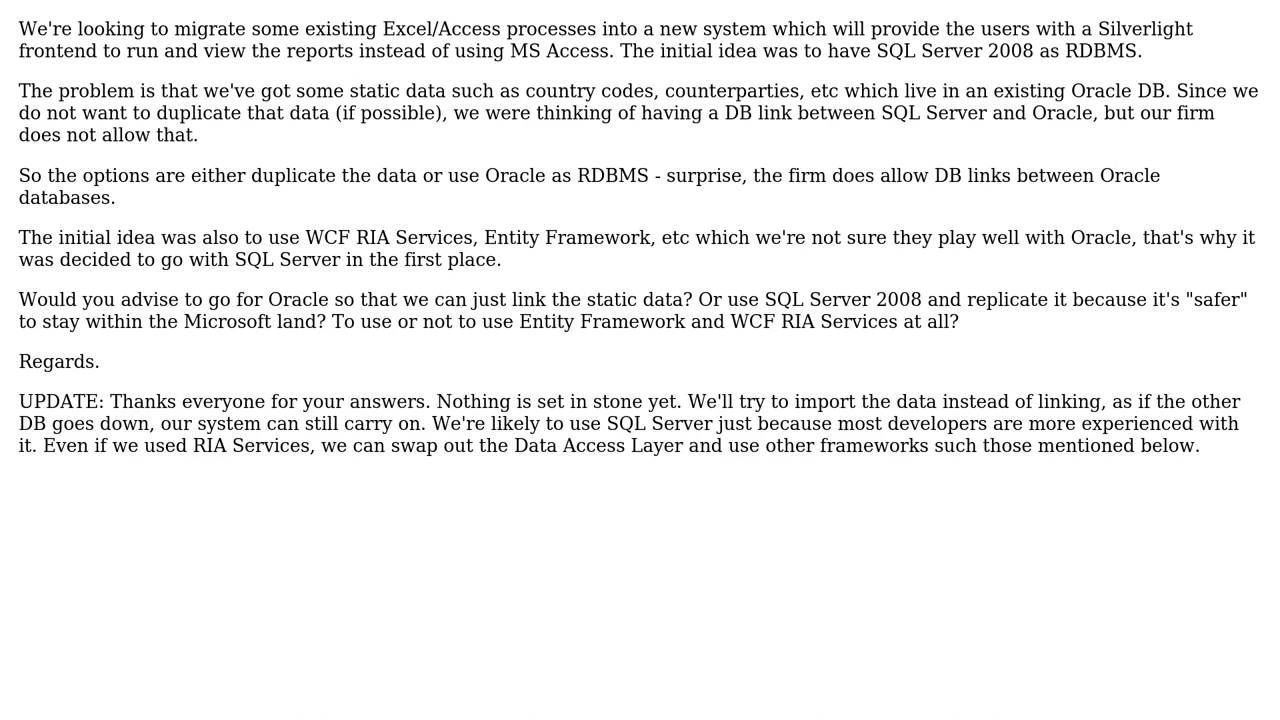 We're looking to migrate some existing Excel/Access processes into a new system which will provide the users with a Silverlight
frontend to run and view the reports instead of using MS Access. The initial idea was to have SQL Server 2008 as RDBMS.
The problem is that we've got some static data such as country codes, counterparties, etc which live in an existing Oracle DB. Since we
do not want to duplicate that data (if possible), we were thinking of having a DB link between SQL Server and Oracle, but our firm
does not allow that.
So the options are either duplicate the data or use Oracle as RDBMS - surprise, the firm does allow DB links between Oracle
databases.
The initial idea was also to use WCF RIA Services, Entity Framework, etc which we're not sure they play well with Oracle, that's why it
was decided to go with SQL Server in the first place.
Would you advise to go for Oracle so that we can just link the static data? Or use SQL Server 2008 and replicate it because it's "safer"
to stay within the Microsoft land? To use or not to use Entity Framework and WCF RIA Services at all?
Regards.
UPDATE: Thanks everyone for your answers. Nothing is set in stone yet. We'll try to import the data instead of linking, as if the other
DB goes down, our system can still carry on. We're likely to use SQL Server just because most developers are more experienced with
it. Even if we used RIA Services, we can swap out the Data Access Layer and use other frameworks such those mentioned below.